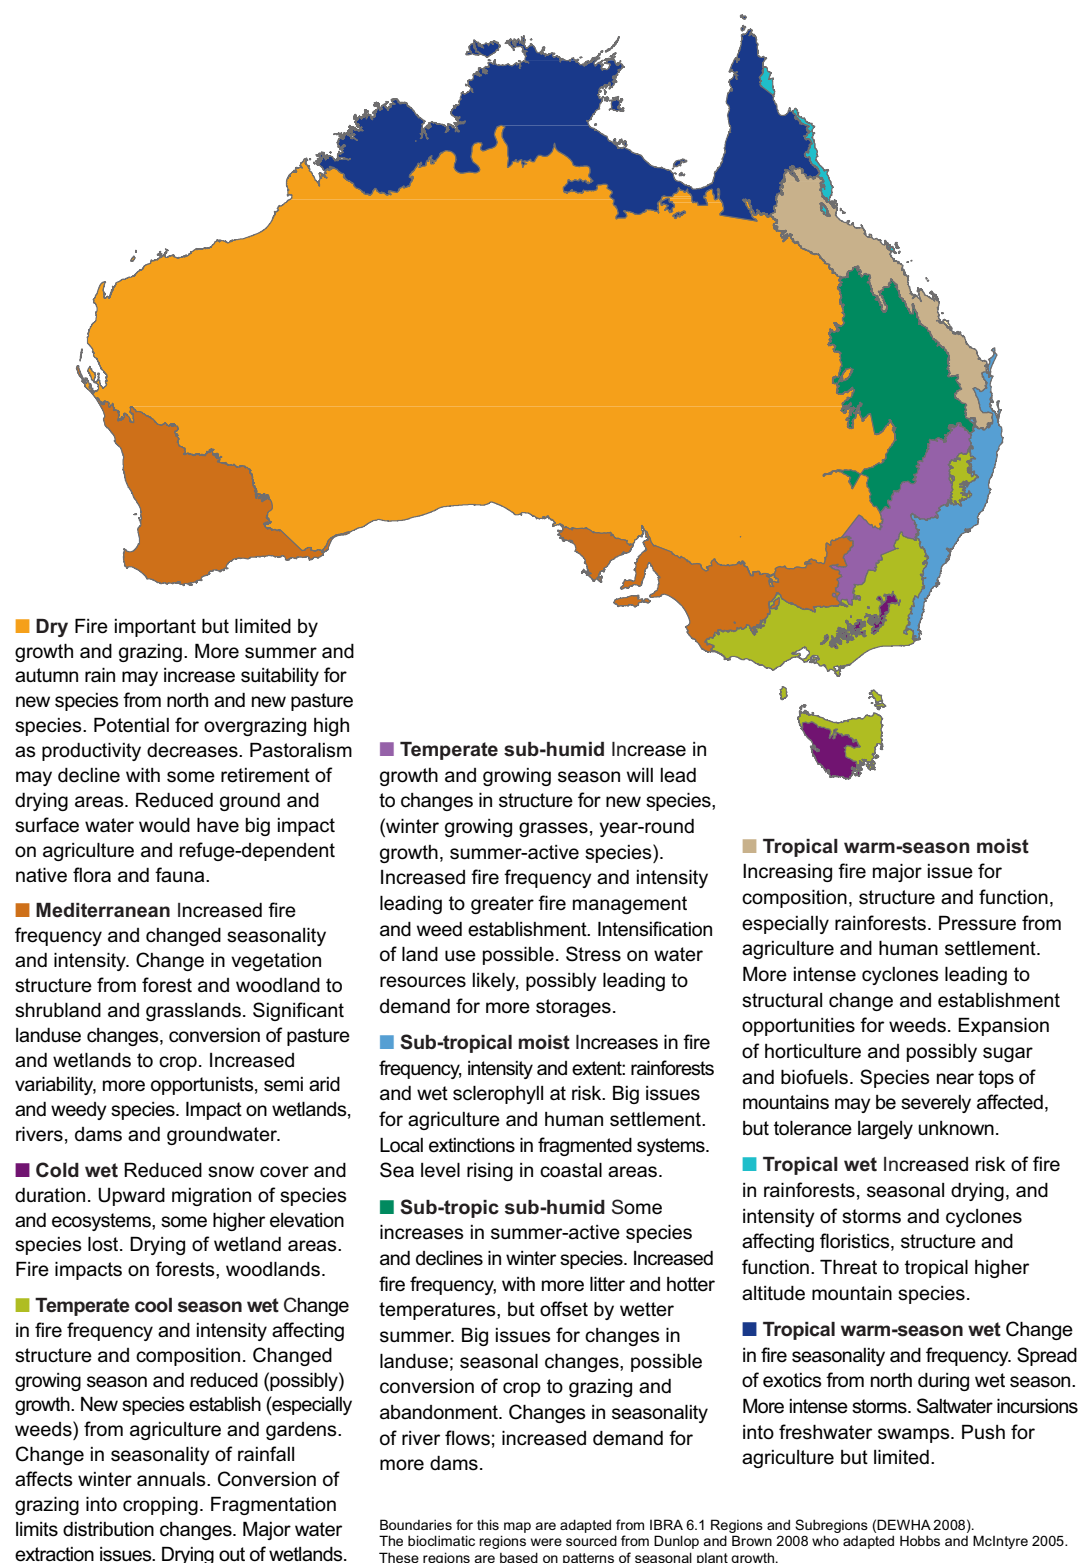 Dry Fire important but limited by
growth and grazing. More summer and
autumn rain may increase suitability for
new species from north and new pasture
species. Potential for overgrazing high
as productivity decreases. Pastoralism
may decline with some retirement of
drying areas. Reduced ground and
surface water would have big impact
on agriculture and refuge-dependent
native flora and fauna.
Mediterranean Increased fire
frequency and changed seasonality
and intensity. Change in vegetation
structure from forest and woodland to
shrubland and grasslands. Significant
landuse changes, conversion of pasture
and wetlands to crop. Increased
variability, more opportunists, semi arid
and weedy species. Impact on wetlands,
rivers, dams and groundwater.
Cold wet Reduced snow cover and
duration. Upward migration of species
and ecosystems, some higher elevation
species lost. Drying of wetland areas.
Fire impacts on forests, woodlands.
Temperate cool season wet Change
in fire frequency and intensity affecting
structure and composition. Changed
growing season and reduced (possibly)
growth. New species establish (especially
weeds) from agriculture and gardens.
Change in seasonality of rainfall
affects winter annuals. Conversion of
grazing into cropping. Fragmentation
limits distribution changes. Major water
extraction issues. Drying out of wetlands.
Temperate sub-humid Increase in
growth and growing season will lead
to changes in structure for new species,
(winter growing grasses, year-round
growth, summer-active species).
Increased fire frequency and intensity
leading to greater fire management
and weed establishment. Intensification
of land use possible. Stress on water
resources likely, possibly leading to
demand for more storages.
Sub-tropical moist Increases in fire
frequency, intensity and extent: rainforests
and wet sclerophyll at risk. Big issues
for agriculture and human settlement.
Local extinctions in fragmented systems.
Sea level rising in coastal areas.
Sub-tropic sub-humid Some
increases in summer-active species
and declines in winter species. Increased
fire frequency, with more litter and hotter
temperatures, but offset by wetter
summer. Big issues for changes in
landuse; seasonal changes, possible
conversion of crop to grazing and
abandonment. Changes in seasonality
of river flows; increased demand for
more dams.
Tropical warm-season moist
Increasing fire major issue for
composition, structure and function,
especially rainforests. Pressure from
agriculture and human settlement.
More intense cyclones leading to
structural change and establishment
opportunities for weeds. Expansion
of horticulture and possibly sugar
and biofuels. Species near tops of
mountains may be severely affected,
but tolerance largely unknown.
Tropical wet Increased risk of fire
in rainforests, seasonal drying, and
intensity of storms and cyclones
affecting floristics, structure and
function. Threat to tropical higher
altitude mountain species.
Tropical warm-season wet Change
in fire seasonality and frequency. Spread
of exotics from north during wet season.
More intense storms. Saltwater incursions
into freshwater swamps. Push for
agriculture but limited.
Boundaries for this map are adapted from IBRA 6.1 Regions and Subregions (DEWHA 2008).
The bioclimatic regions were sourced from Dunlop and Brown 2008 who adapted Hobbs and McIntyre 2005.
These regions are based on patterns of seasonal plant growth.